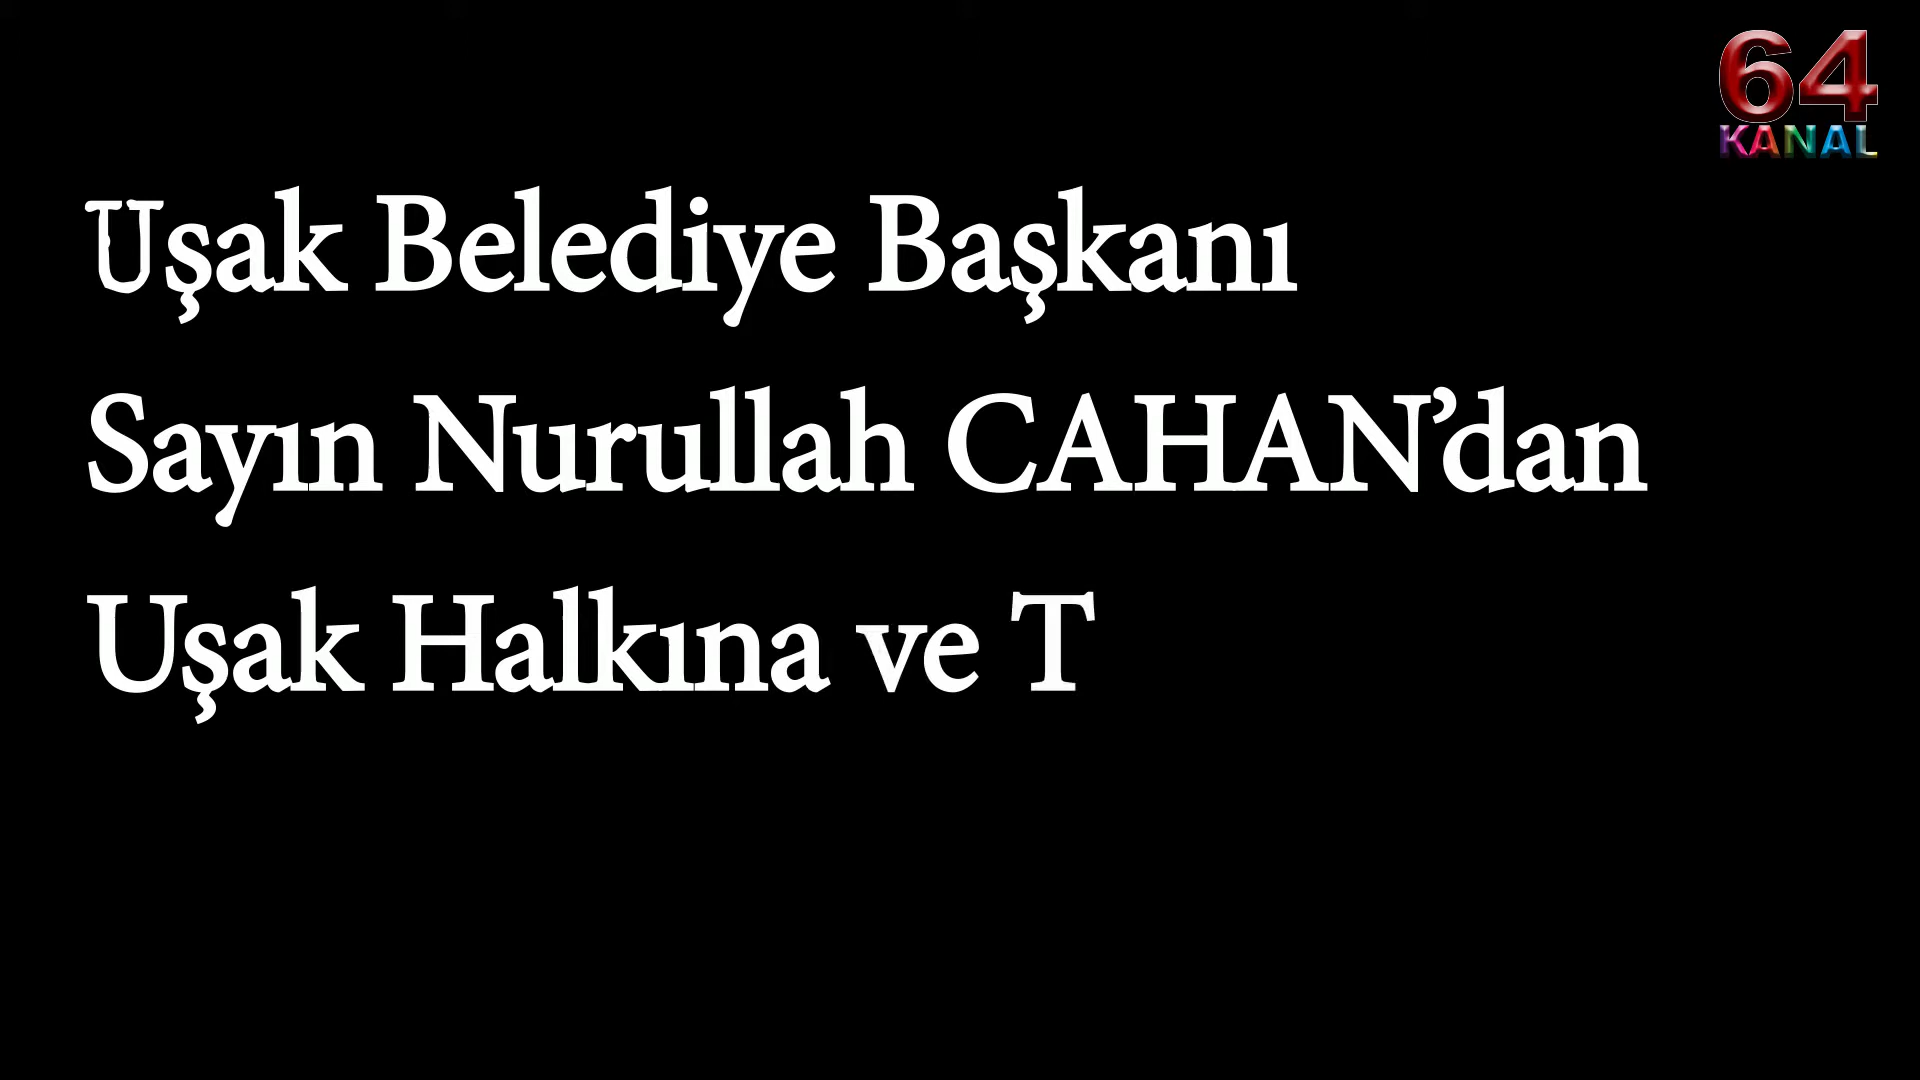 64
KANAL
Uşak Belediye Başkanı
Sayın Nurullah CAHAN’dan
Uşak Halkına ve T